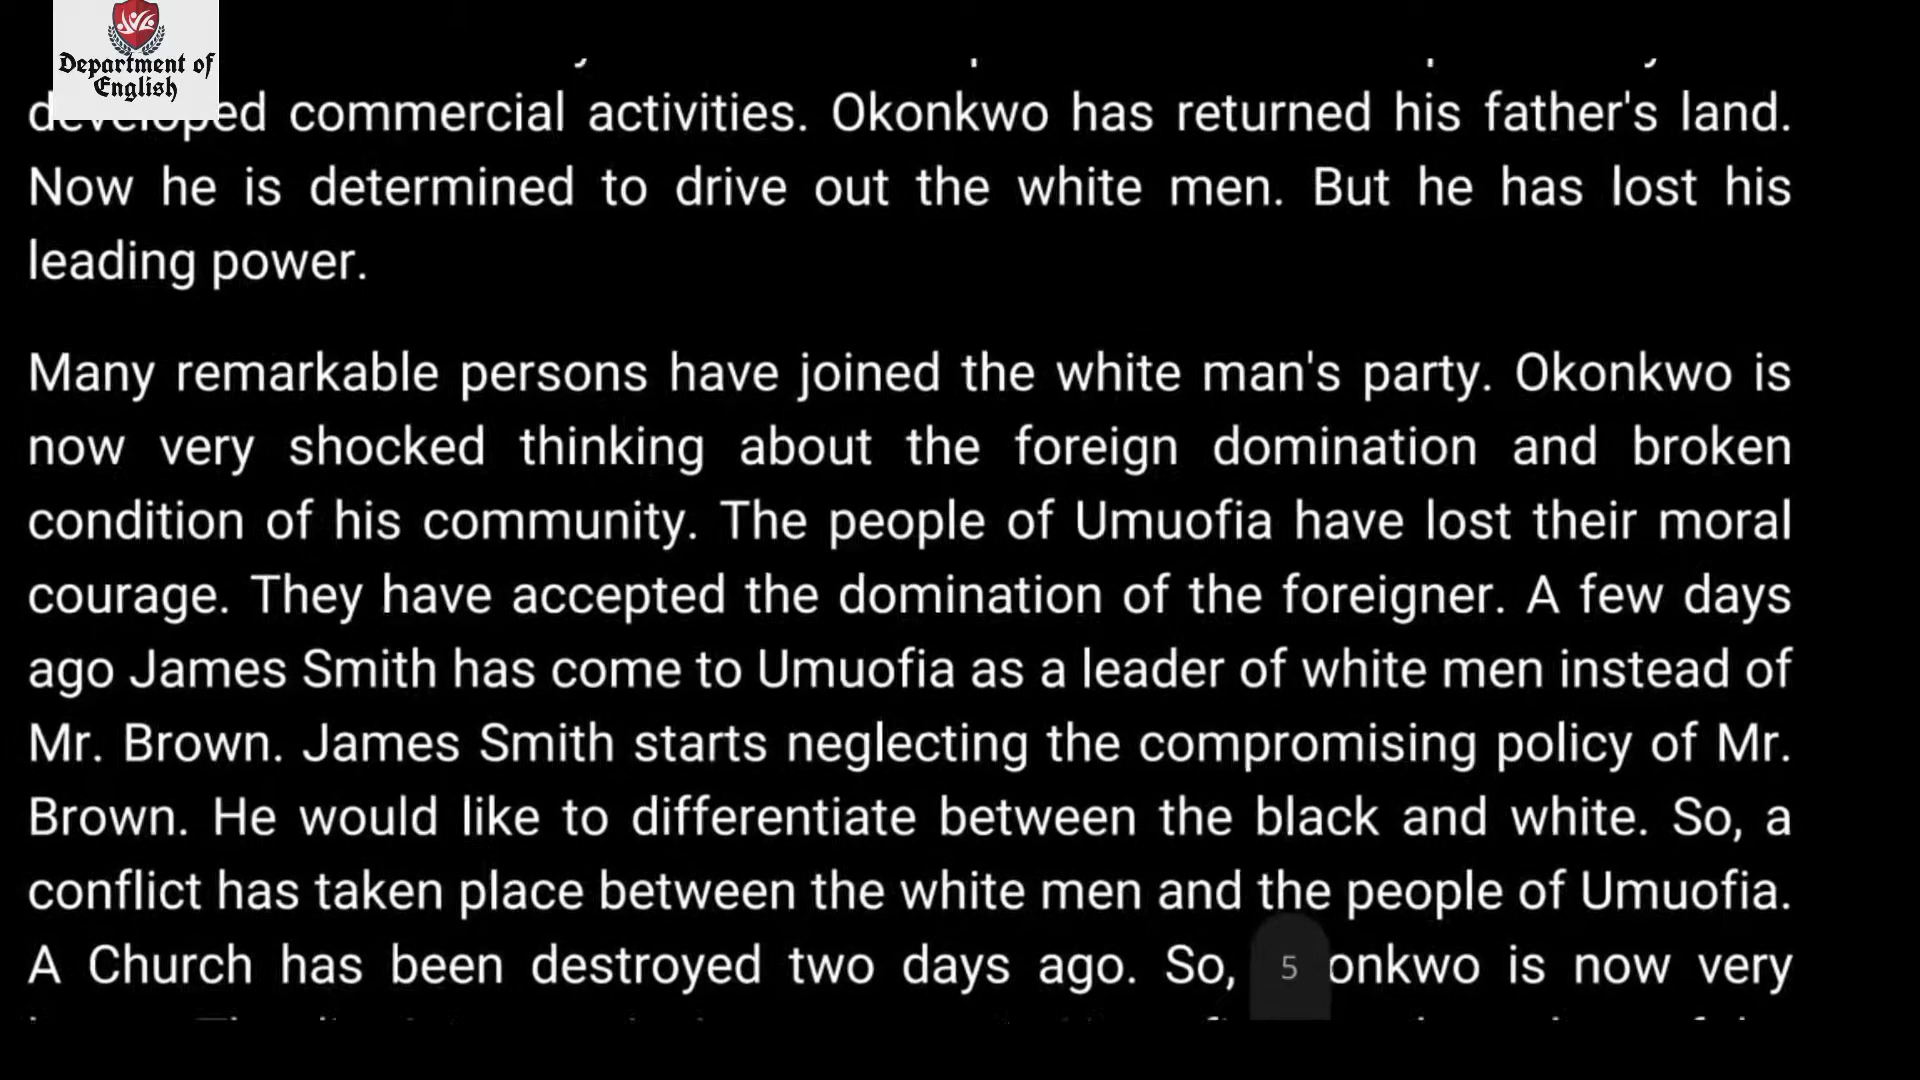 Department of
English
developed commercial activities. Okonkwo has returned his father's land.
Now he is determined to drive out the white men. But he has lost his
leading power.
Many remarkable persons have joined the white man's party. Okonkwo is
now very shocked thinking about the foreign domination and broken
condition of his community. The people of Umuofia have lost their moral
courage. They have accepted the domination of the foreigner. A few days
ago James Smith has come to Umuofia as a leader of white men instead of
Mr. Brown. James Smith starts neglecting the compromising policy of Mr.
Brown. He would like to differentiate between the black and white. So, a
conflict has taken place between the white men and the people of Umuofia.
A Church has been destroyed two days ago. So, 5 onkwo is now very